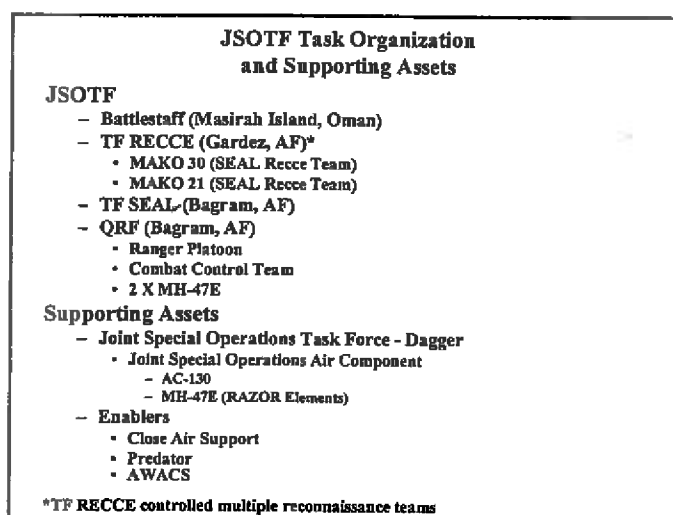 JSOTF Task Organization
and Supporting Assets
JSOTF
– Battlestaff (Masirah Island, Oman)
– TF RECCE (Gardez, AF)*
• MAKO 30 (SEAL Recce Team)
• MAKO 21 (SEAL Recce Team)
– TF SEAL (Bagram, AF)
– QRF (Bagram, AF)
• Ranger Platoon
• Combat Control Team
• 2 X MH-47E
Supporting Assets
– Joint Special Operations Task Force - Dagger
• Joint Special Operations Air Component
– AC-130
– MH-47E (RAZOR Elements)
– Enablers
• Close Air Support
• Predator
• AWACS
*TF RECCE controlled multiple reconnaissance teams